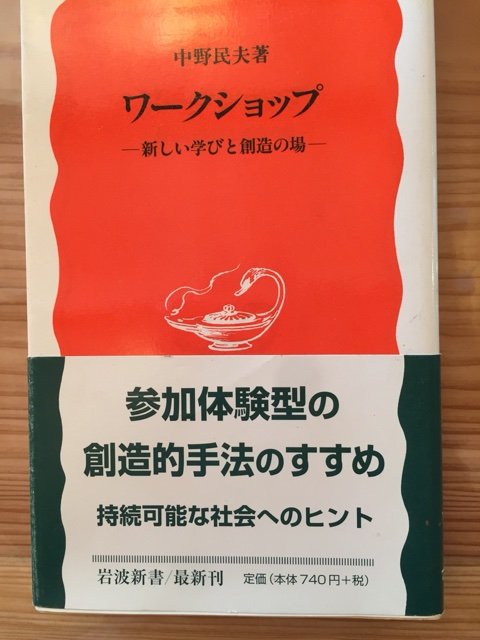 中野民夫著
ワークショップ
―新しい学びと創造の場―
参加体験型の
創造的手法のすすめ
持続可能な社会へのヒント
岩波新書/最新刊 定価(本体740円+税)